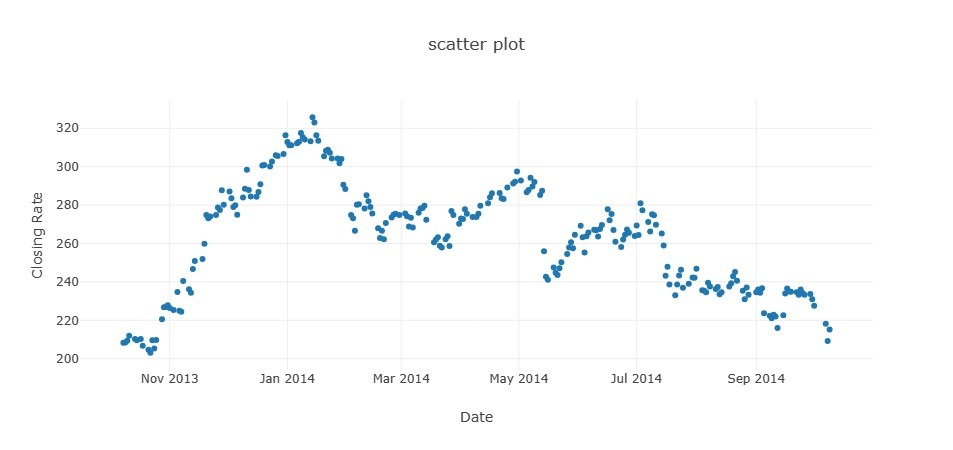 scatter plot
Closing Rate
320
300
280
260
240
220
200
Nov 2013
Jan 2014
Mar 2014
May 2014
Jul 2014
Sep 2014
Date